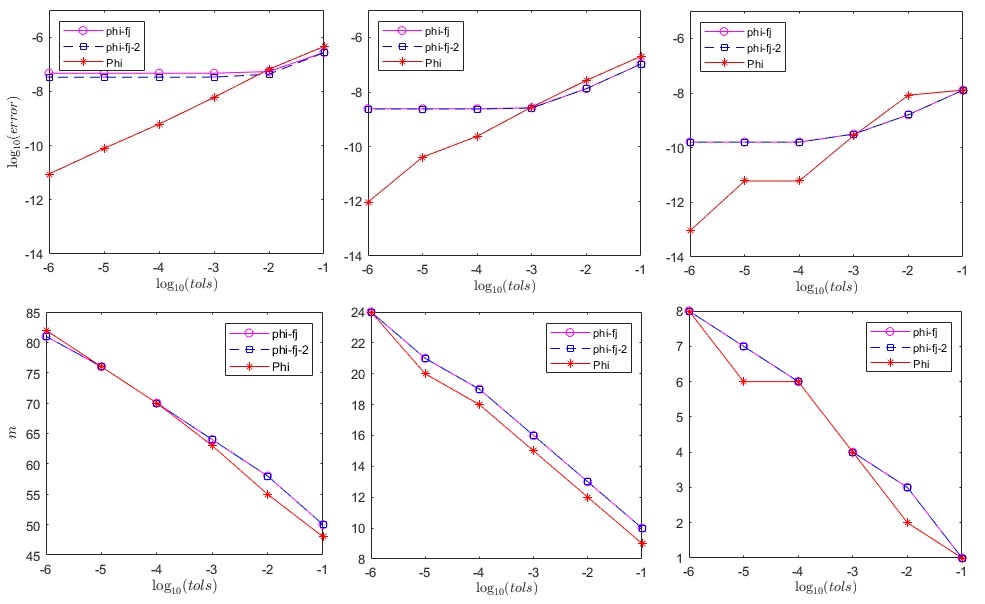 -6
-8
-10
-12
-14
log10(error)
phi-fj
phi-fj-2
Phi
-6 -5 -4 -3 -2 -1
log10(tols)
-6
-8
-10
-12
-14
phi-fj
phi-fj-2
Phi
-6 -5 -4 -3 -2 -1
log10(tols)
-6
-8
-10
-12
-14
phi-fj
phi-fj-2
Phi
-6 -5 -4 -3 -2 -1
log10(tols)
85
80
75
70
65
60
55
50
45
m
phi-fj
phi-fj-2
Phi
-6 -5 -4 -3 -2 -1
log10(tols)
24
22
20
18
16
14
12
10
8
phi-fj
phi-fj-2
Phi
-6 -5 -4 -3 -2 -1
log10(tols)
8
7
6
5
4
3
2
1
phi-fj
phi-fj-2
Phi
-6 -5 -4 -3 -2 -1
log10(tols)